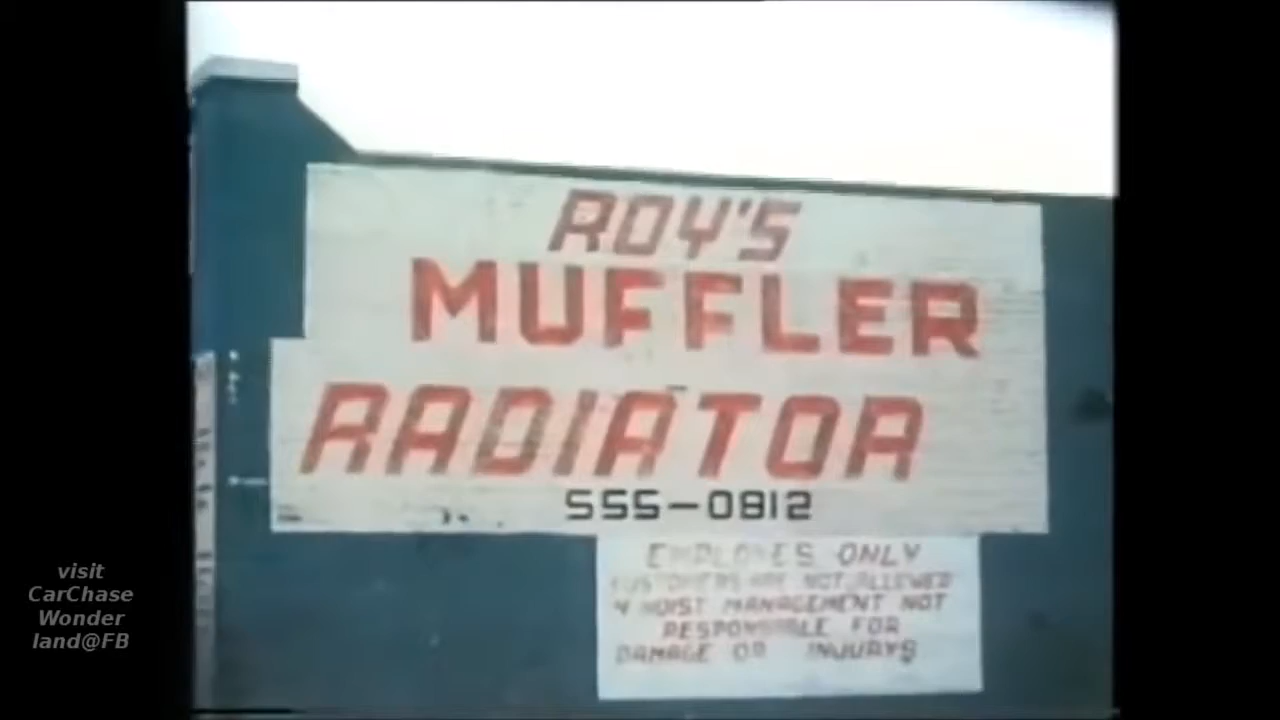 ROY'S
MUFFLER
RADIATOR
555-0812
EMPLOYES ONLY
CUSTOMERS ARE NOT ALLOWED
HOIST MANAGEMENT NOT
RESPONSIBLE FOR
DAMAGE OR INJURYS
visit
CarChase
Wonder
land@FB